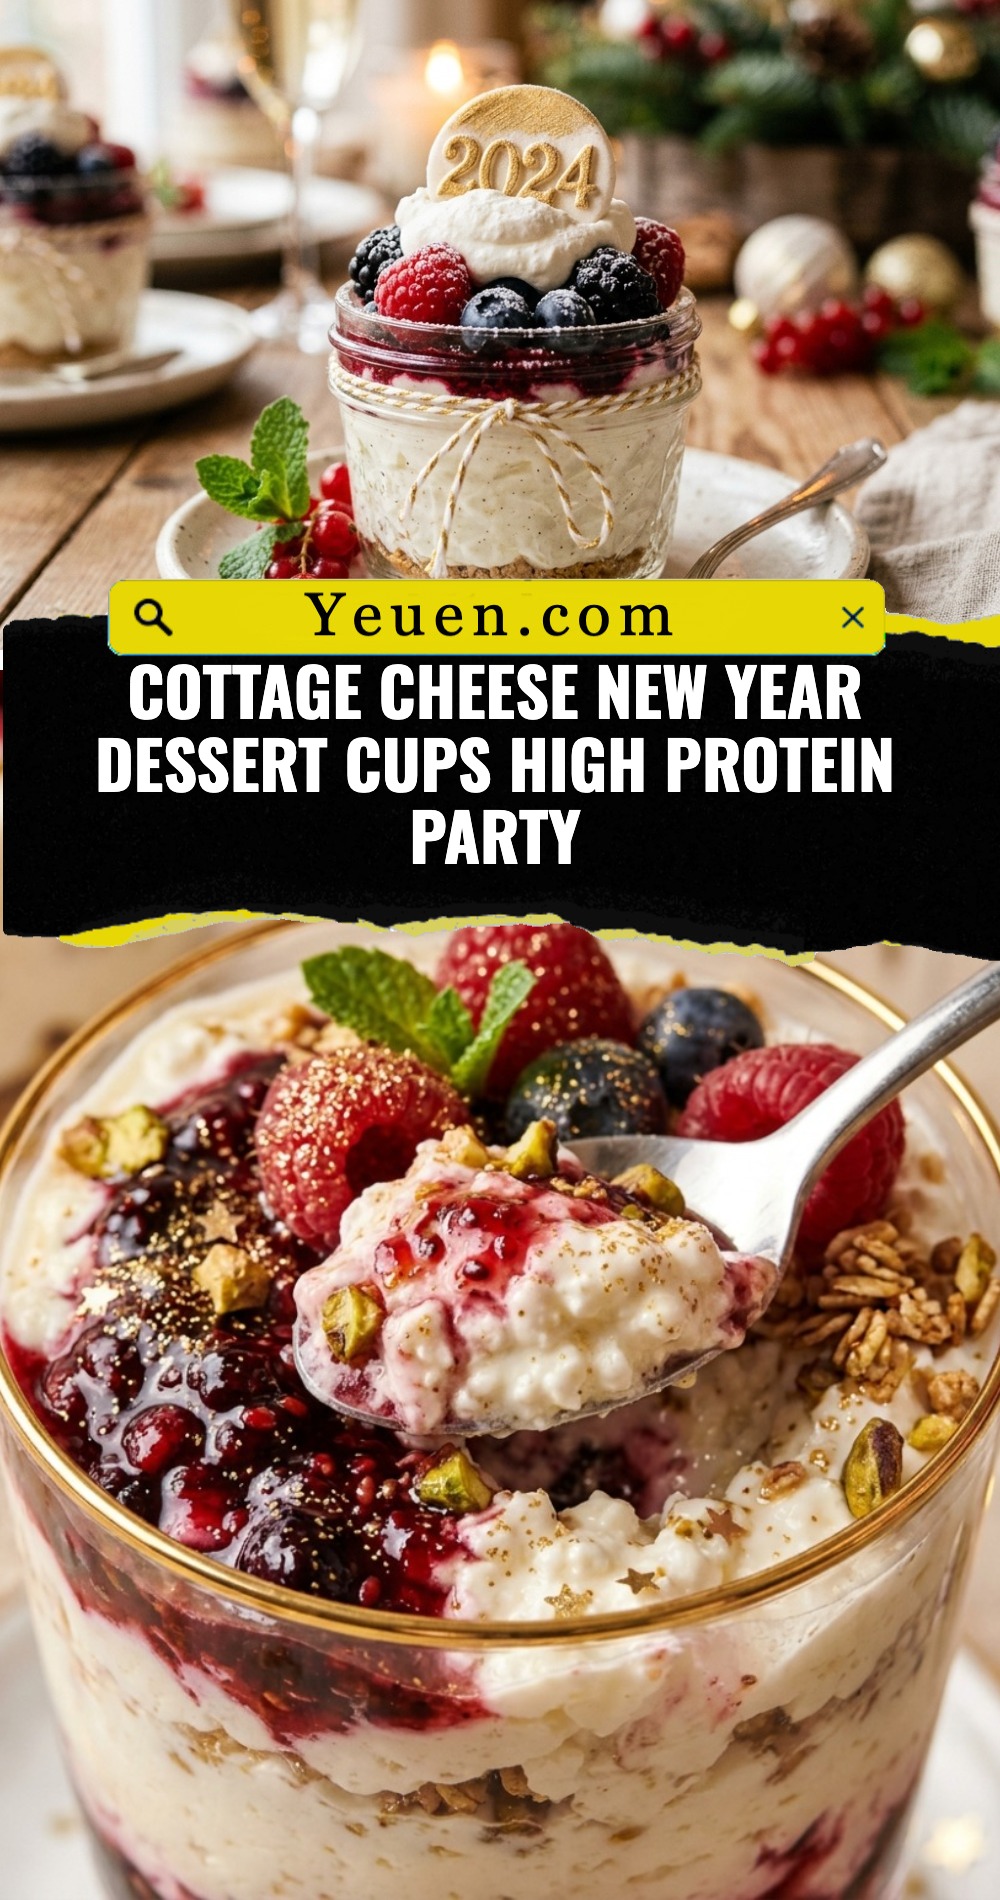 2024
Yeuen.com
COTTAGE CHEESE NEW YEAR
DESSERT CUPS HIGH PROTEIN
PARTY